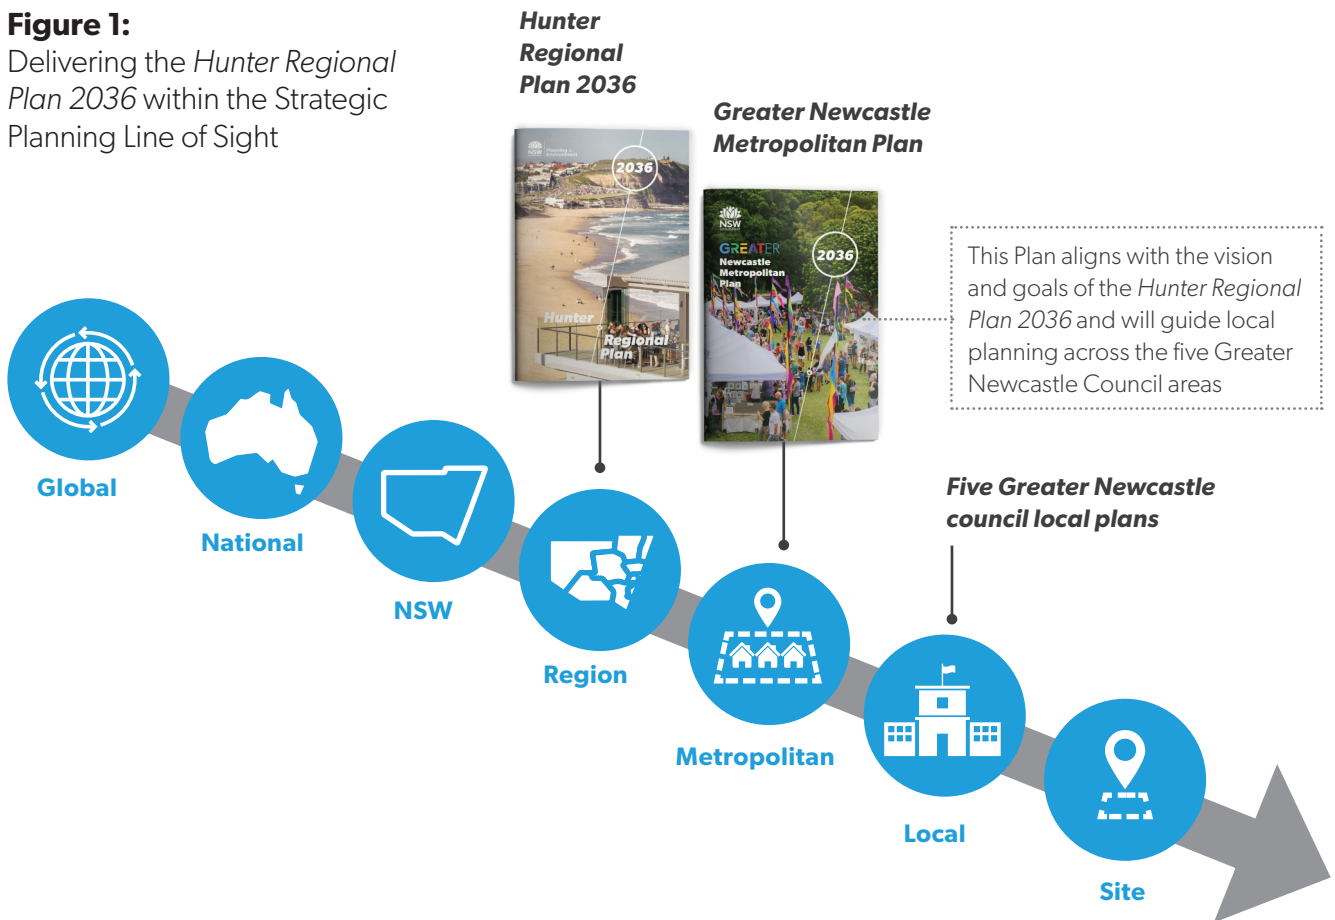 Figure 1:
Delivering the Hunter Regional
Plan 2036 within the Strategic
Planning Line of Sight
Hunter
Regional
Plan 2036
Greater Newcastle
Metropolitan Plan
NSW
Planning &
Environment
2036
Hunter
Regional
Plan
NSW
GREATER
Newcastle
Metropolitan
Plan
2036
This Plan aligns with the vision
and goals of the Hunter Regional
Plan 2036 and will guide local
planning across the five Greater
Newcastle Council areas
Five Greater Newcastle
council local plans
Global
National
NSW
Region
Metropolitan
Local
Site